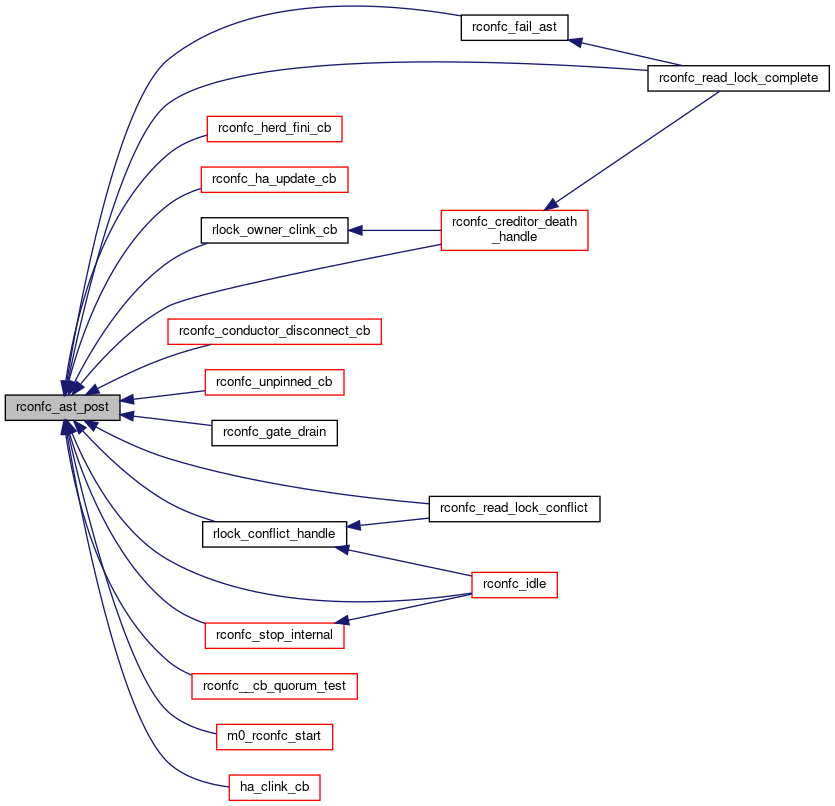 rconfc_fail_ast
rconfc_read_lock_complete
rconfc_herd_fini_cb
rconfc_ha_update_cb
rlock_owner_clink_cb
rconfc_creditor_death
_handle
rconfc_conductor_disconnect_cb
rconfc_unpinned_cb
rconfc_ast_post
rconfc_gate_drain
rconfc_read_lock_conflict
rlock_conflict_handle
rconfc_idle
rconfc_stop_internal
rconfc__cb_quorum_test
m0_rconfc_start
ha_clink_cb